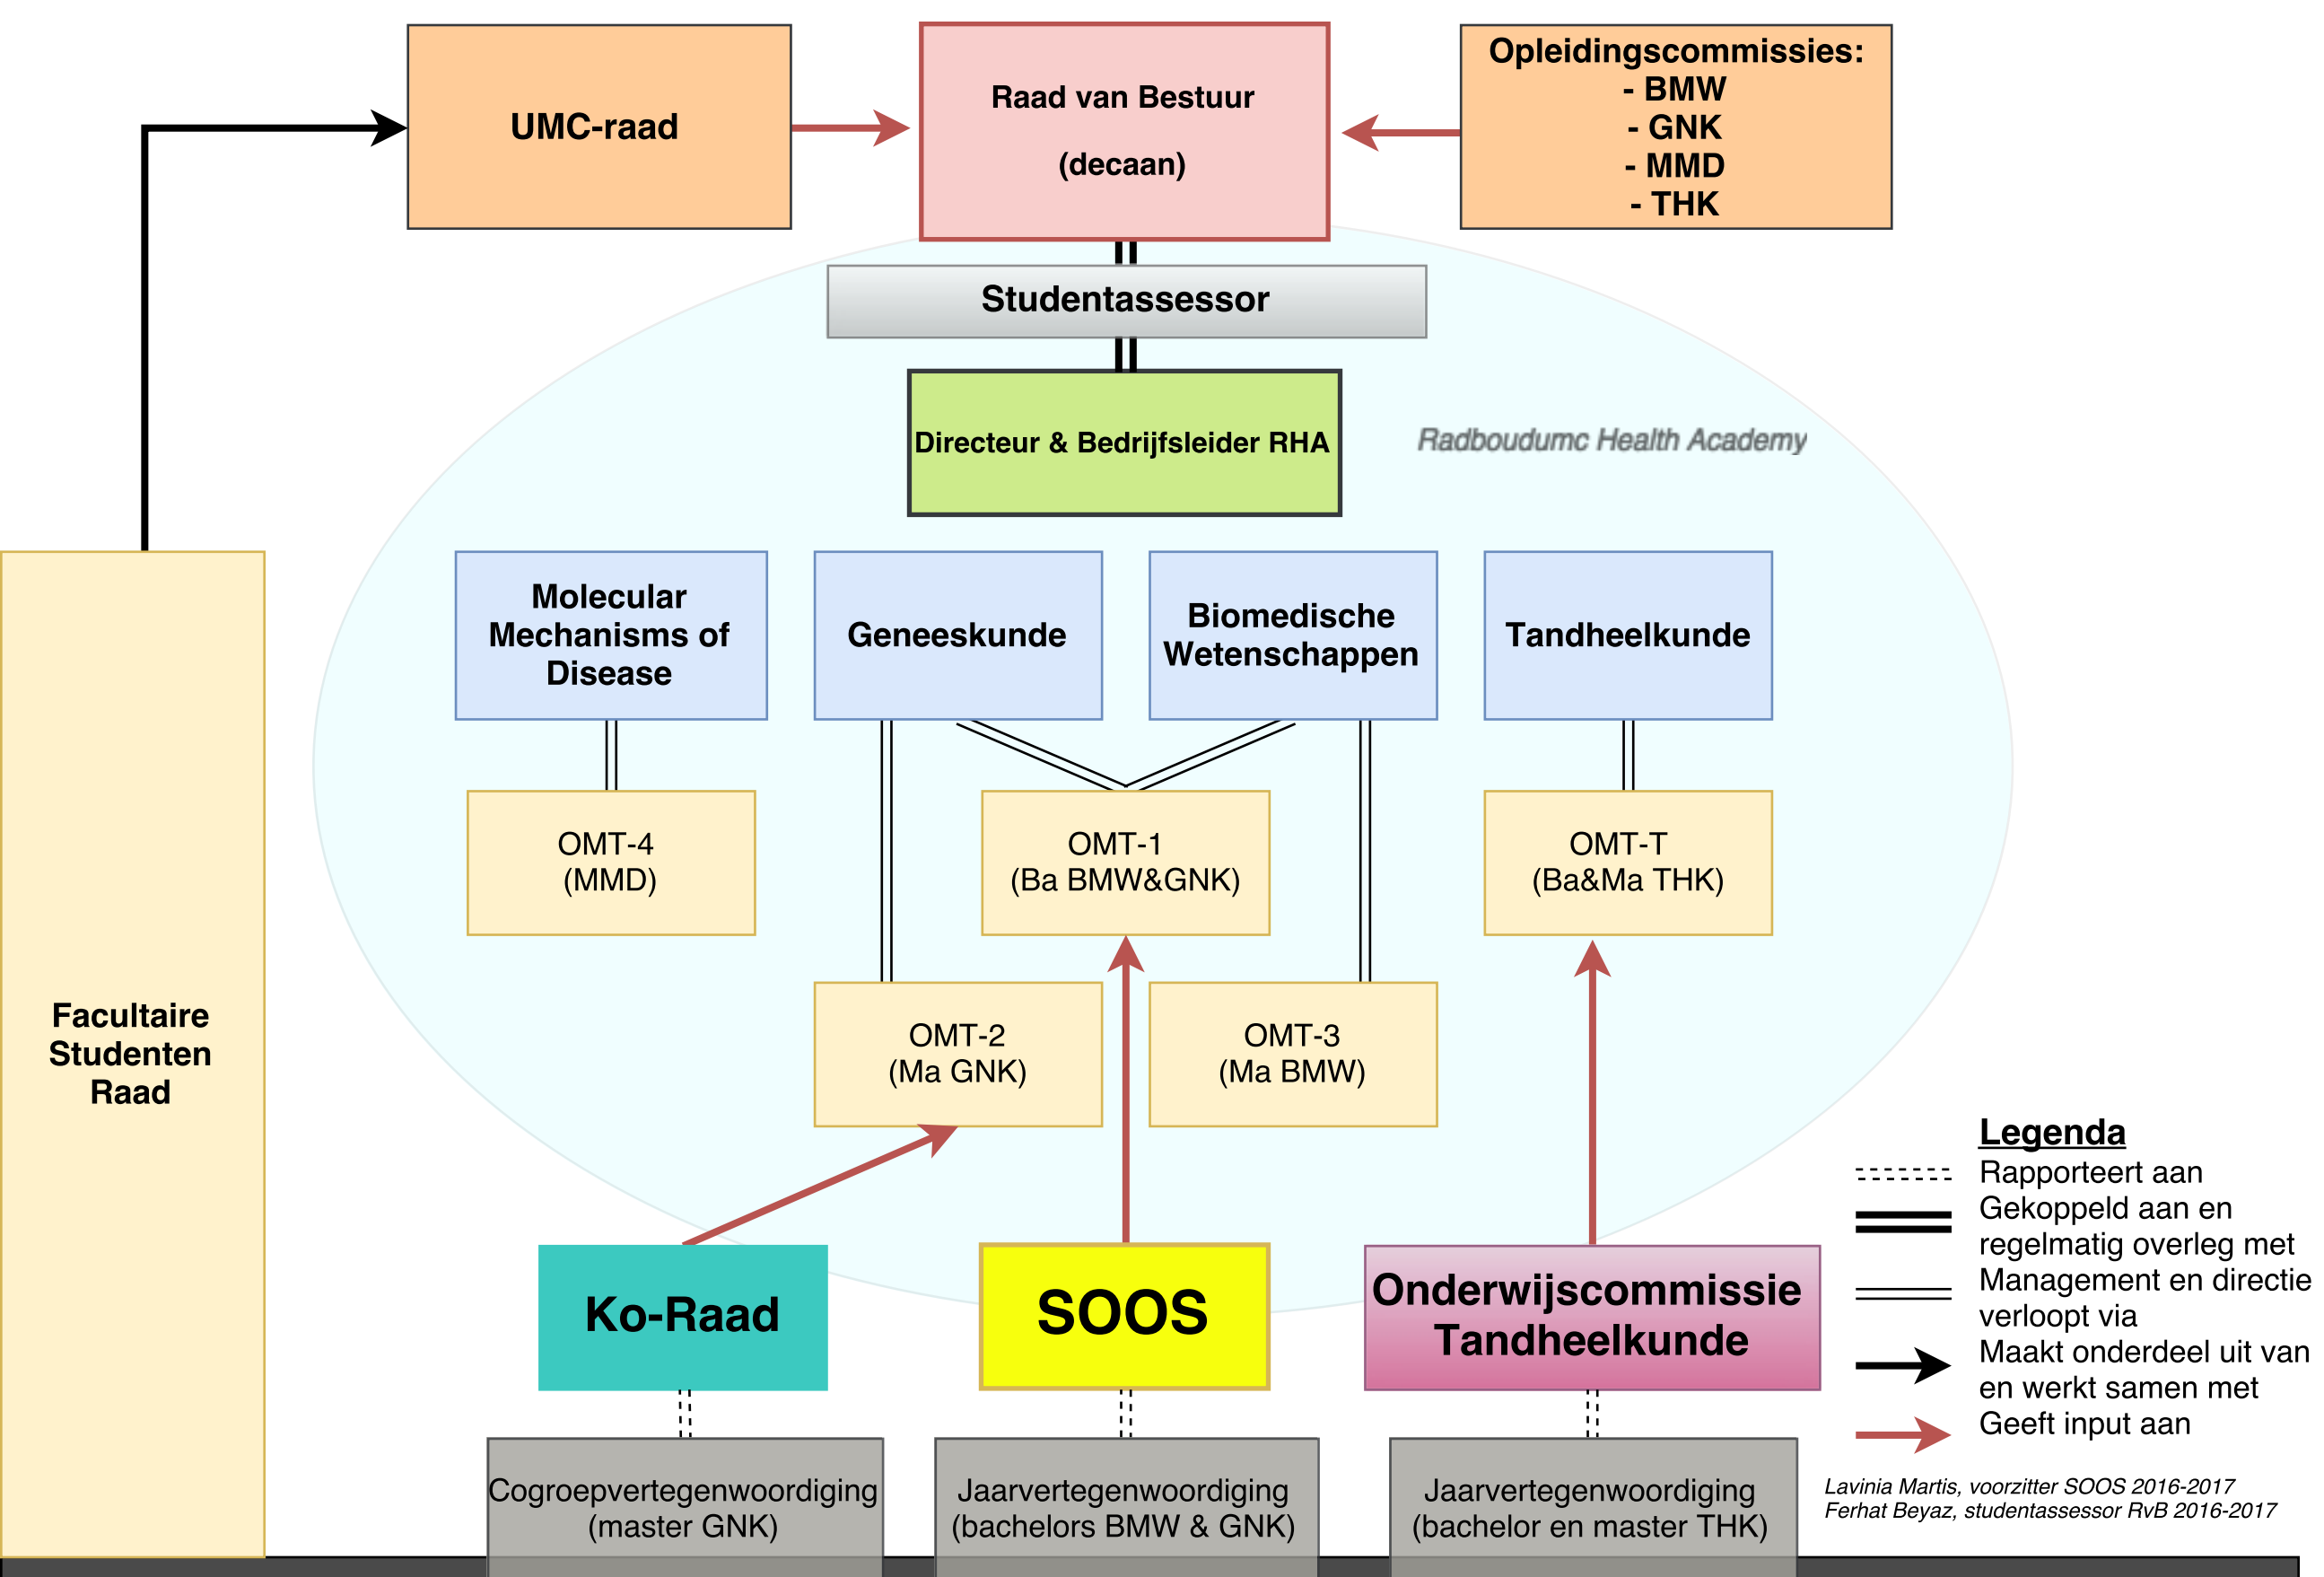 UMC-raad
Raad van Bestuur
(decaan)
Opleidingscommissies:
- BMW
- GNK
- MMD
- THK
Studentassessor
Directeur & Bedrijfsleider RHA
Radboudumc Health Academy
Molecular
Mechanisms of
Disease
Geneeskunde
Biomedische
Wetenschappen
Tandheelkunde
OMT-4
(MMD)
OMT-1
(Ba BMW&GNK)
OMT-T
(Ba&Ma THK)
OMT-2
(Ma GNK)
OMT-3
(Ma BMW)
Facultaire
Studenten
Raad
Ko-Raad
SOOS
Onderwijscommissie
Tandheelkunde
Cogroepvertegenwoordiging
(master GNK)
Jaarvertegenwoordiging
(bachelors BMW & GNK)
Jaarvertegenwoordiging
(bachelor en master THK)
Legenda
Rapporteert aan
Gekoppeld aan en
regelmatig overleg met
Management en directie
verloopt via
Maakt onderdeel uit van
en werkt samen met
Geeft input aan
Lavinia Martis, voorzitter SOOS 2016-2017
Ferhat Beyaz, studentassessor RvB 2016-2017